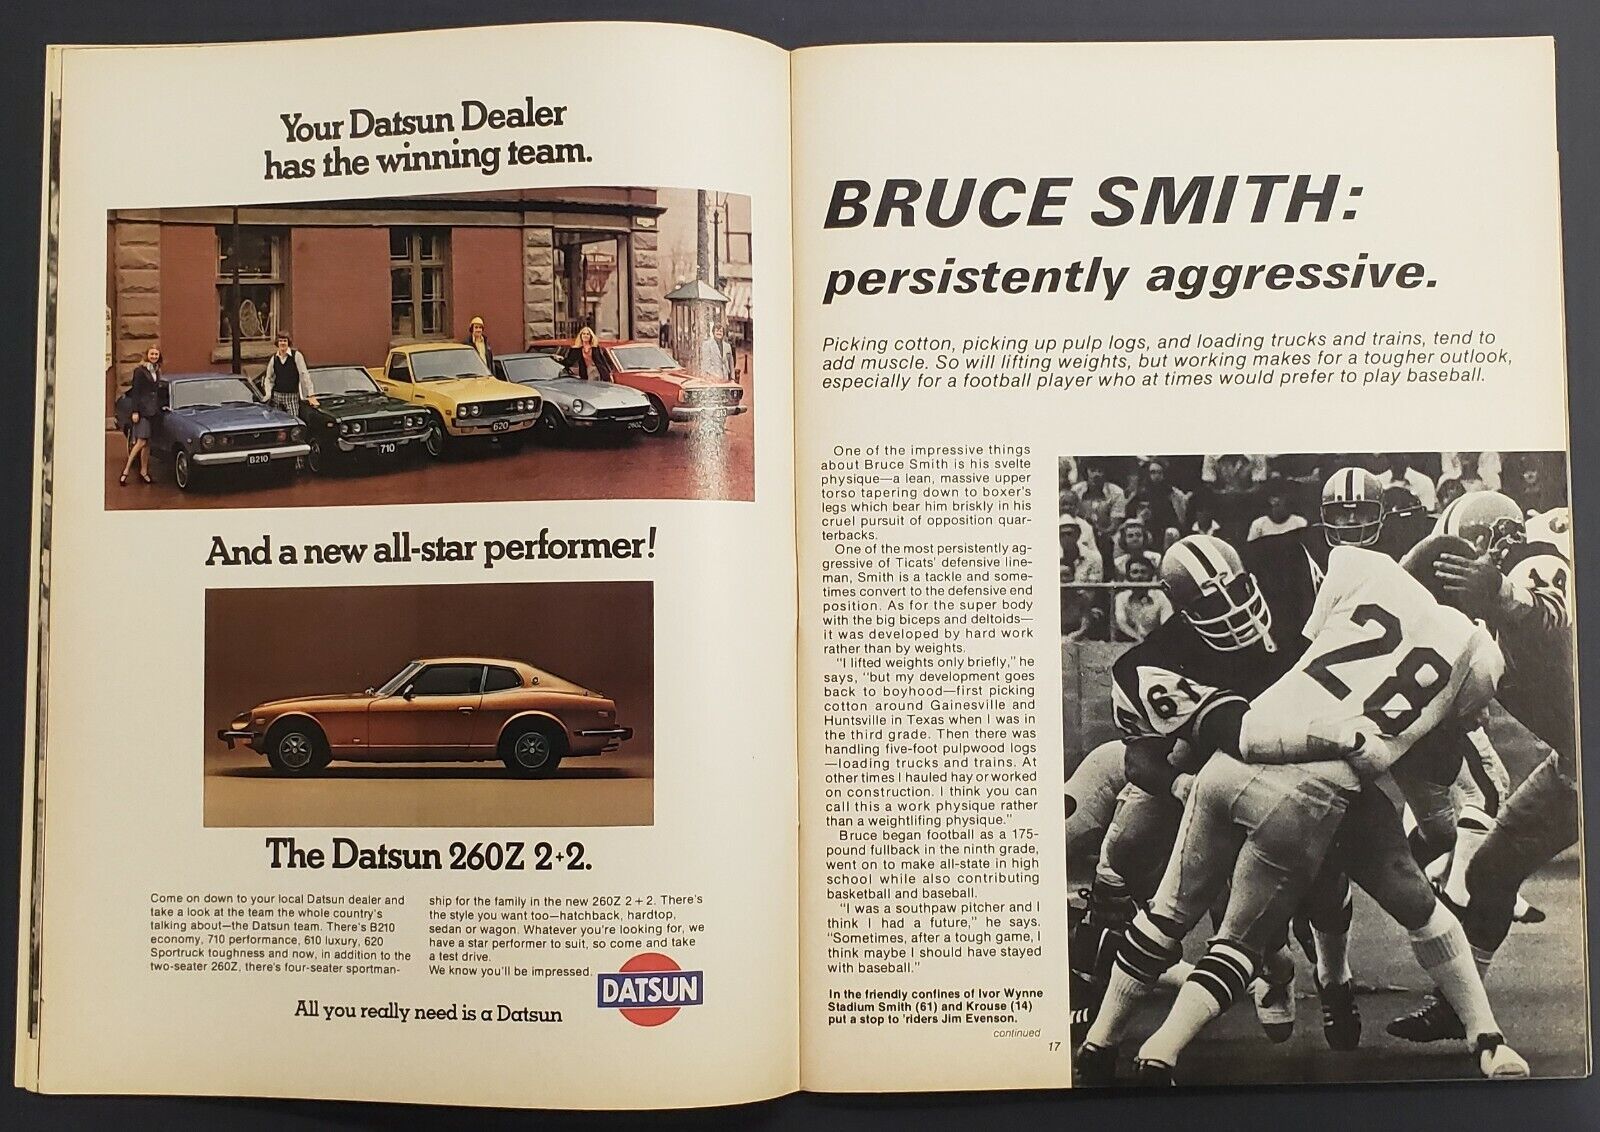 Your Datsun Dealer
has the winning team.
B210
710
620
260Z
613
And a new all-star performer!
The Datsun 260Z 2+2.
Come on down to your local Datsun dealer and
take a look at the team the whole country's
talking about—the Datsun team. There's B210
economy, 710 performance, 610 luxury, 620
Sportruck toughness and now, in addition to the
two-seater 260Z, there's four-seater sportman-
ship for the family in the new 260Z 2 + 2. There's
the style you want too—hatchback, hardtop,
sedan or wagon. Whatever you're looking for, we
have a star performer to suit, so come and take
a test drive.
We know you'll be impressed.
DATSUN
All you really need is a Datsun
BRUCE SMITH:
persistently aggressive.
Picking cotton, picking up pulp logs, and loading trucks and trains, tend to
add muscle. So will lifting weights, but working makes for a tougher outlook,
especially for a football player who at times would prefer to play baseball.
One of the impressive things
about Bruce Smith is his svelte
physique—a lean, massive upper
torso tapering down to boxer's
legs which bear him briskly in his
cruel pursuit of opposition quar-
terbacks.
One of the most persistently ag-
gressive of Ticats' defensive line-
man, Smith is a tackle and some-
times convert to the defensive end
position. As for the super body
with the big biceps and deltoids—
it was developed by hard work
rather than by weights.
"I lifted weights only briefly," he
says, "but my development goes
back to boyhood—first picking
cotton around Gainesville and
Huntsville in Texas when I was in
the third grade. Then there was
handling five-foot pulpwood logs
—loading trucks and trains. At
other times I hauled hay or worked
on construction. I think you can
call this a work physique rather
than a weightlifing physique."
Bruce began football as a 175-
pound fullback in the ninth grade,
went on to make all-state in high
school while also contributing
basketball and baseball.
"I was a southpaw pitcher and I
think I had a future," he says.
"Sometimes, after a tough game, I
think maybe I should have stayed
with baseball."
In the friendly confines of Ivor Wynne
Stadium Smith (61) and Krouse (14)
put a stop to 'riders Jim Evenson.
continued
17
61
28
14